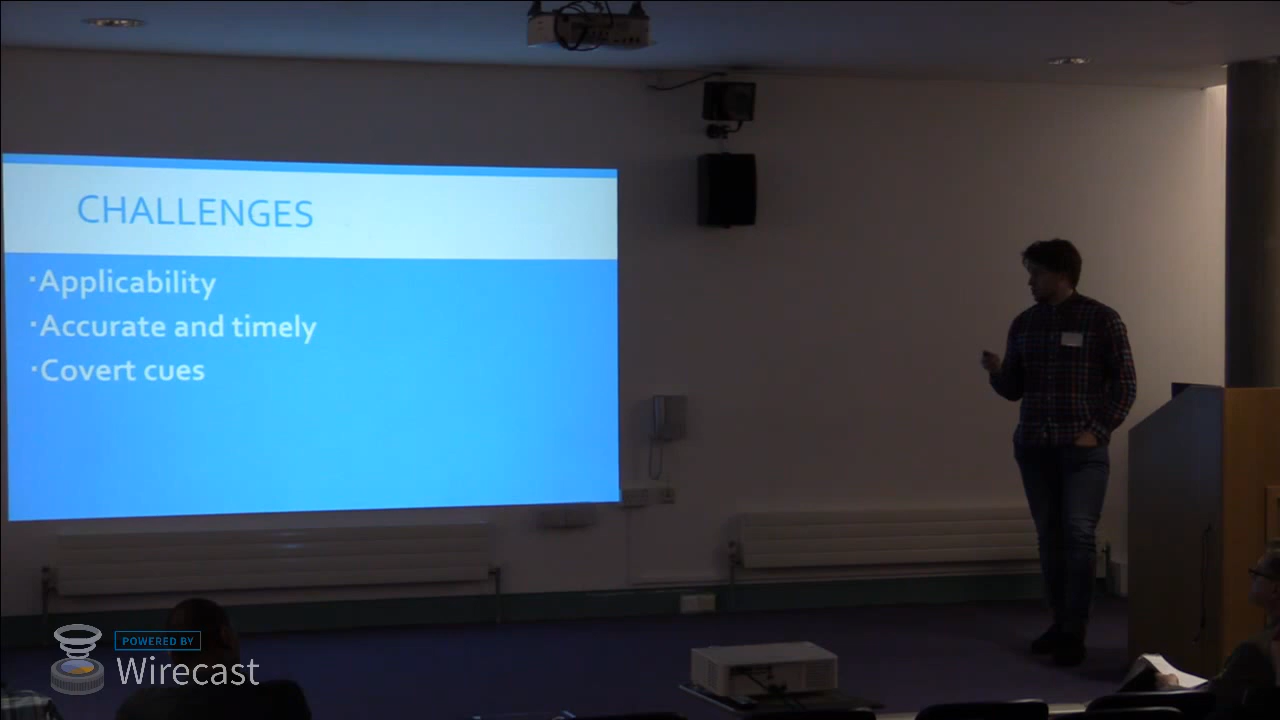 CHALLENGES
·Applicability
·Accurate and timely
·Covert cues
POWERED BY
Wirecast